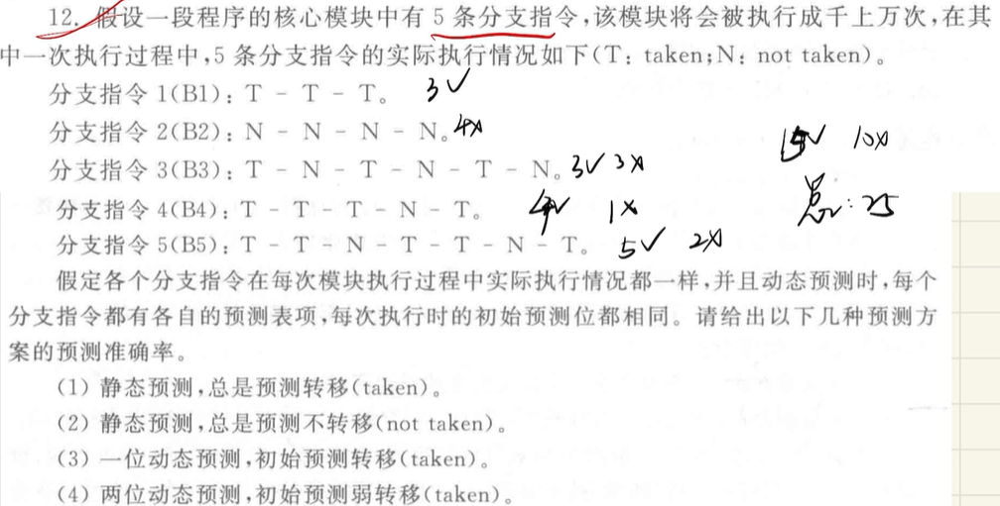 12. 假设一段程序的核心模块中有 5 条分支指令,该模块将会被执行成千上万次,在其
中一次执行过程中,5 条分支指令的实际执行情况如下(T: taken;N: not taken)。
分支指令 1(B1): T - T - T。 3✓
分支指令 2(B2): N - N - N - N。 4x
分支指令 3(B3): T - N - T - N - T - N。 3✓ 3x
15✓ 10x
分支指令 4(B4): T - T - T - N - T。 4✓ 1x
总: 25
分支指令 5(B5): T - T - N - T - T - N - T。 5✓ 2x
假定各个分支指令在每次模块执行过程中实际执行情况都一样,并且动态预测时,每个
分支指令都有各自的预测表项,每次执行时的初始预测位都相同。请给出以下几种预测方
案的预测准确率。
(1) 静态预测,总是预测转移(taken)。
(2) 静态预测,总是预测不转移(not taken)。
(3) 一位动态预测,初始预测转移(taken)。
(4) 两位动态预测,初始预测弱转移(taken)。